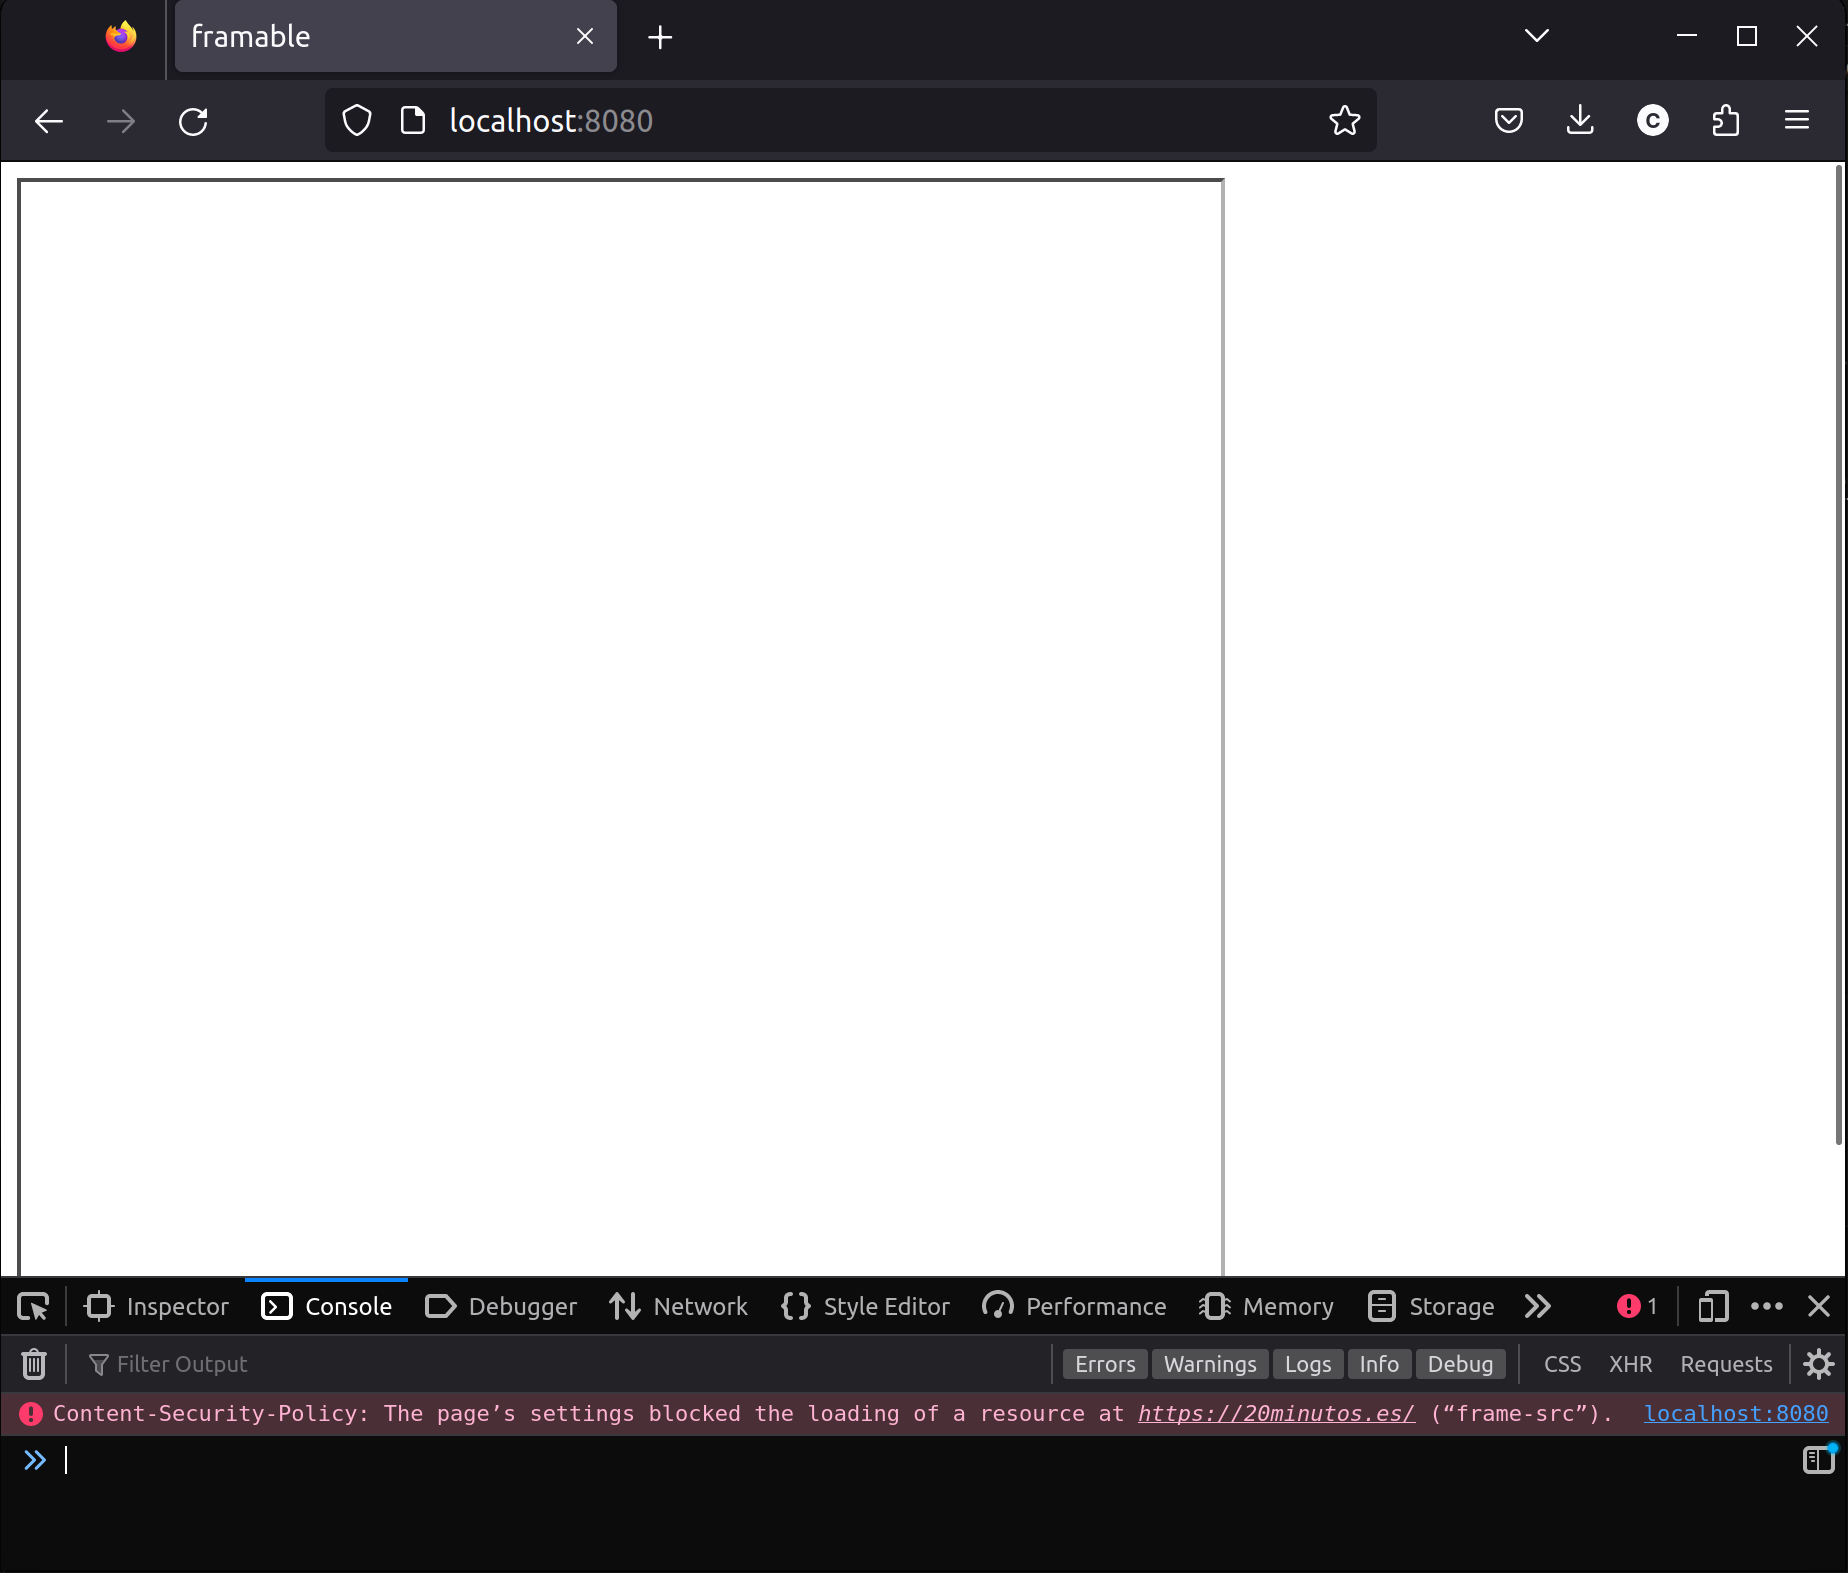 framable
localhost:8080
C
Inspector Console Debugger Network Style Editor Performance Memory Storage 1
Filter Output Errors Warnings Logs Info Debug CSS XHR Requests
Content-Security-Policy: The page’s settings blocked the loading of a resource at https://20minutos.es/ (“frame-src”). localhost:8080